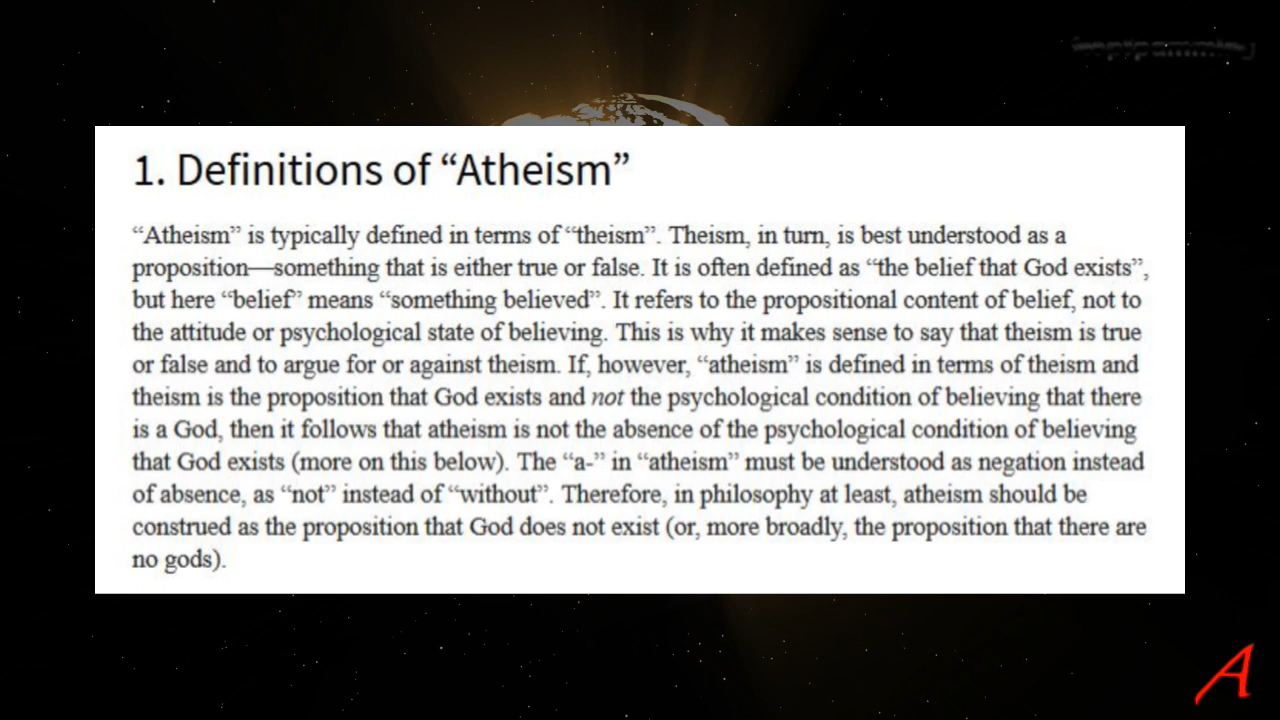 1. Definitions of “Atheism”
“Atheism” is typically defined in terms of “theism”. Theism, in turn, is best understood as a
proposition—something that is either true or false. It is often defined as “the belief that God exists”,
but here “belief” means “something believed”. It refers to the propositional content of belief, not to
the attitude or psychological state of believing. This is why it makes sense to say that theism is true
or false and to argue for or against theism. If, however, “atheism” is defined in terms of theism and
theism is the proposition that God exists and not the psychological condition of believing that there
is a God, then it follows that atheism is not the absence of the psychological condition of believing
that God exists (more on this below). The “a-” in “atheism” must be understood as negation instead
of absence, as “not” instead of “without”. Therefore, in philosophy at least, atheism should be
construed as the proposition that God does not exist (or, more broadly, the proposition that there are
no gods).
A